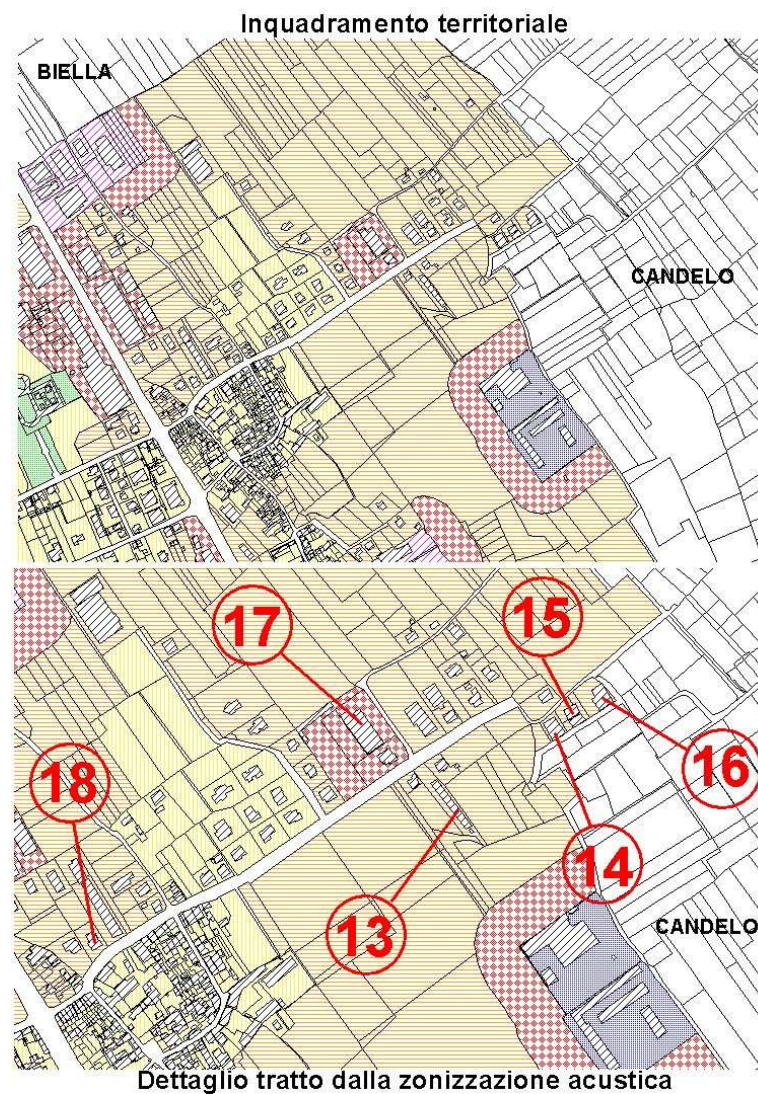 Inquadramento territoriale
BIELLA
CANDELO
15
17
16
18
14
13
CANDELO
Dettaglio tratto dalla zonizzazione acustica